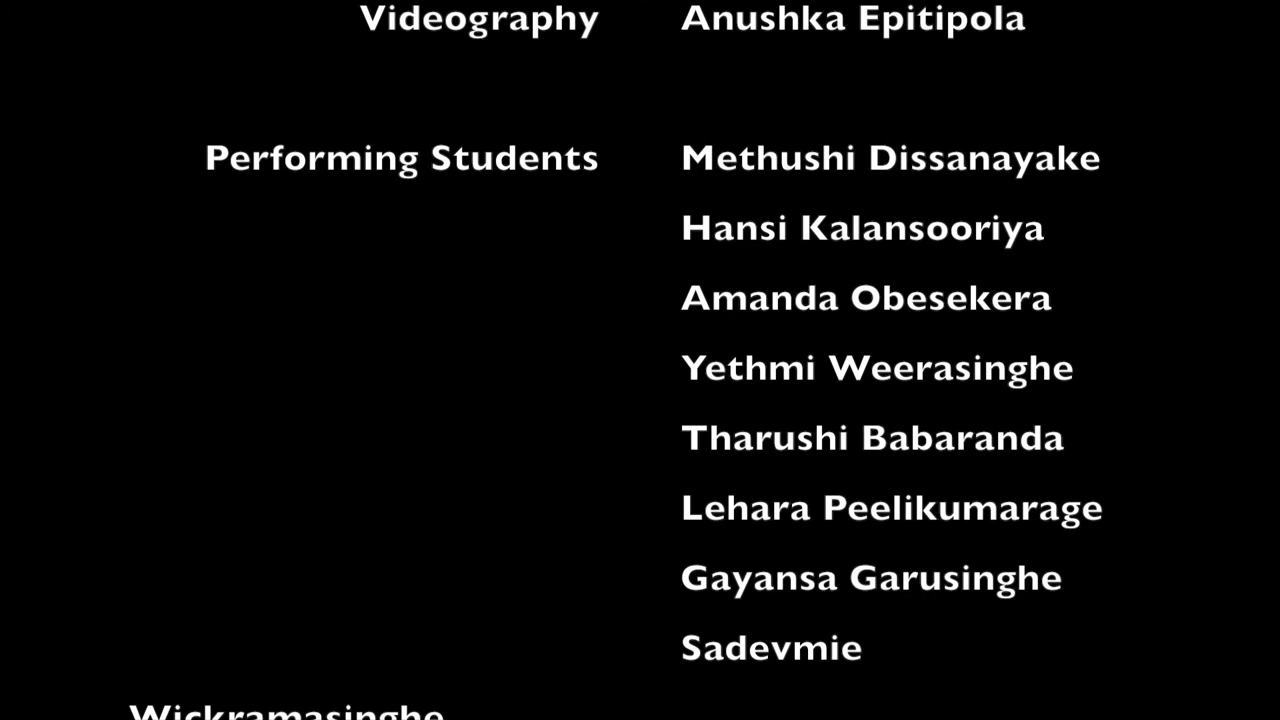 Videography Anushka Epitipola
Performing Students Methushi Dissanayake
Hansi Kalansooriya
Amanda Obesekera
Yethmi Weerasinghe
Tharushi Babaranda
Lehara Peelikumarage
Gayansa Garusinghe
Sadevmie
Wickramasinghe